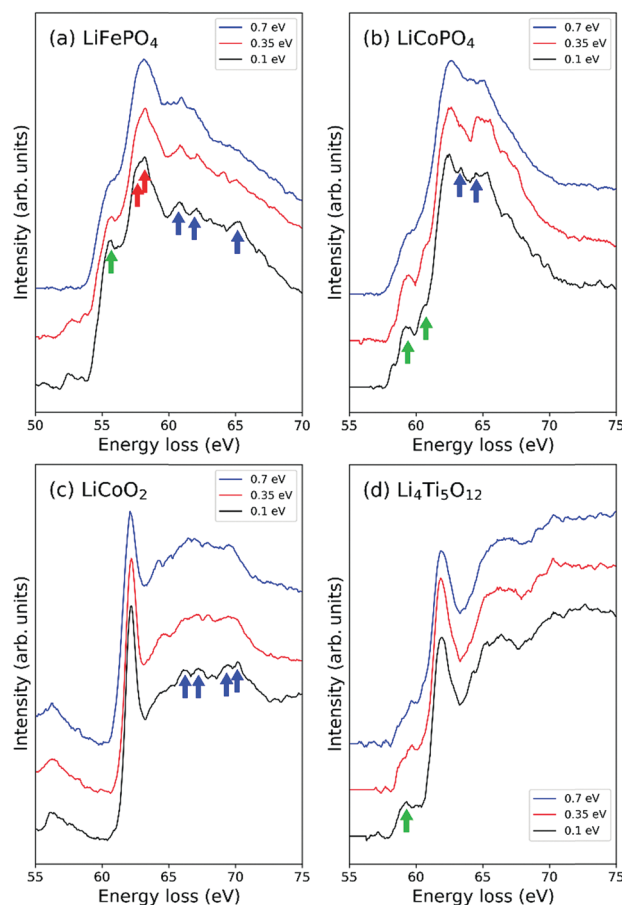 (a) LiFePO₄
0.7 eV
0.35 eV
0.1 eV
Intensity (arb. units)
50 55 60 65 70
Energy loss (eV)
(b) LiCoPO₄
0.7 eV
0.35 eV
0.1 eV
Intensity (arb. units)
55 60 65 70 75
Energy loss (eV)
(c) LiCoO₂
0.7 eV
0.35 eV
0.1 eV
Intensity (arb. units)
55 60 65 70 75
Energy loss (eV)
(d) Li₄Ti₅O₁₂
0.7 eV
0.35 eV
0.1 eV
Intensity (arb. units)
55 60 65 70 75
Energy loss (eV)